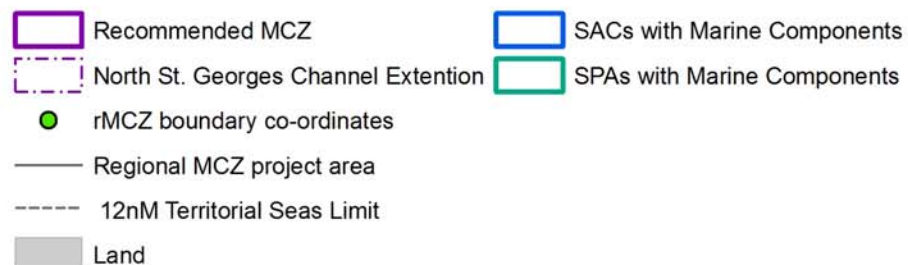 Recommended MCZ
North St. Georges Channel Extention
rMCZ boundary co-ordinates
Regional MCZ project area
12nM Territorial Seas Limit
Land
SACs with Marine Components
SPAs with Marine Components